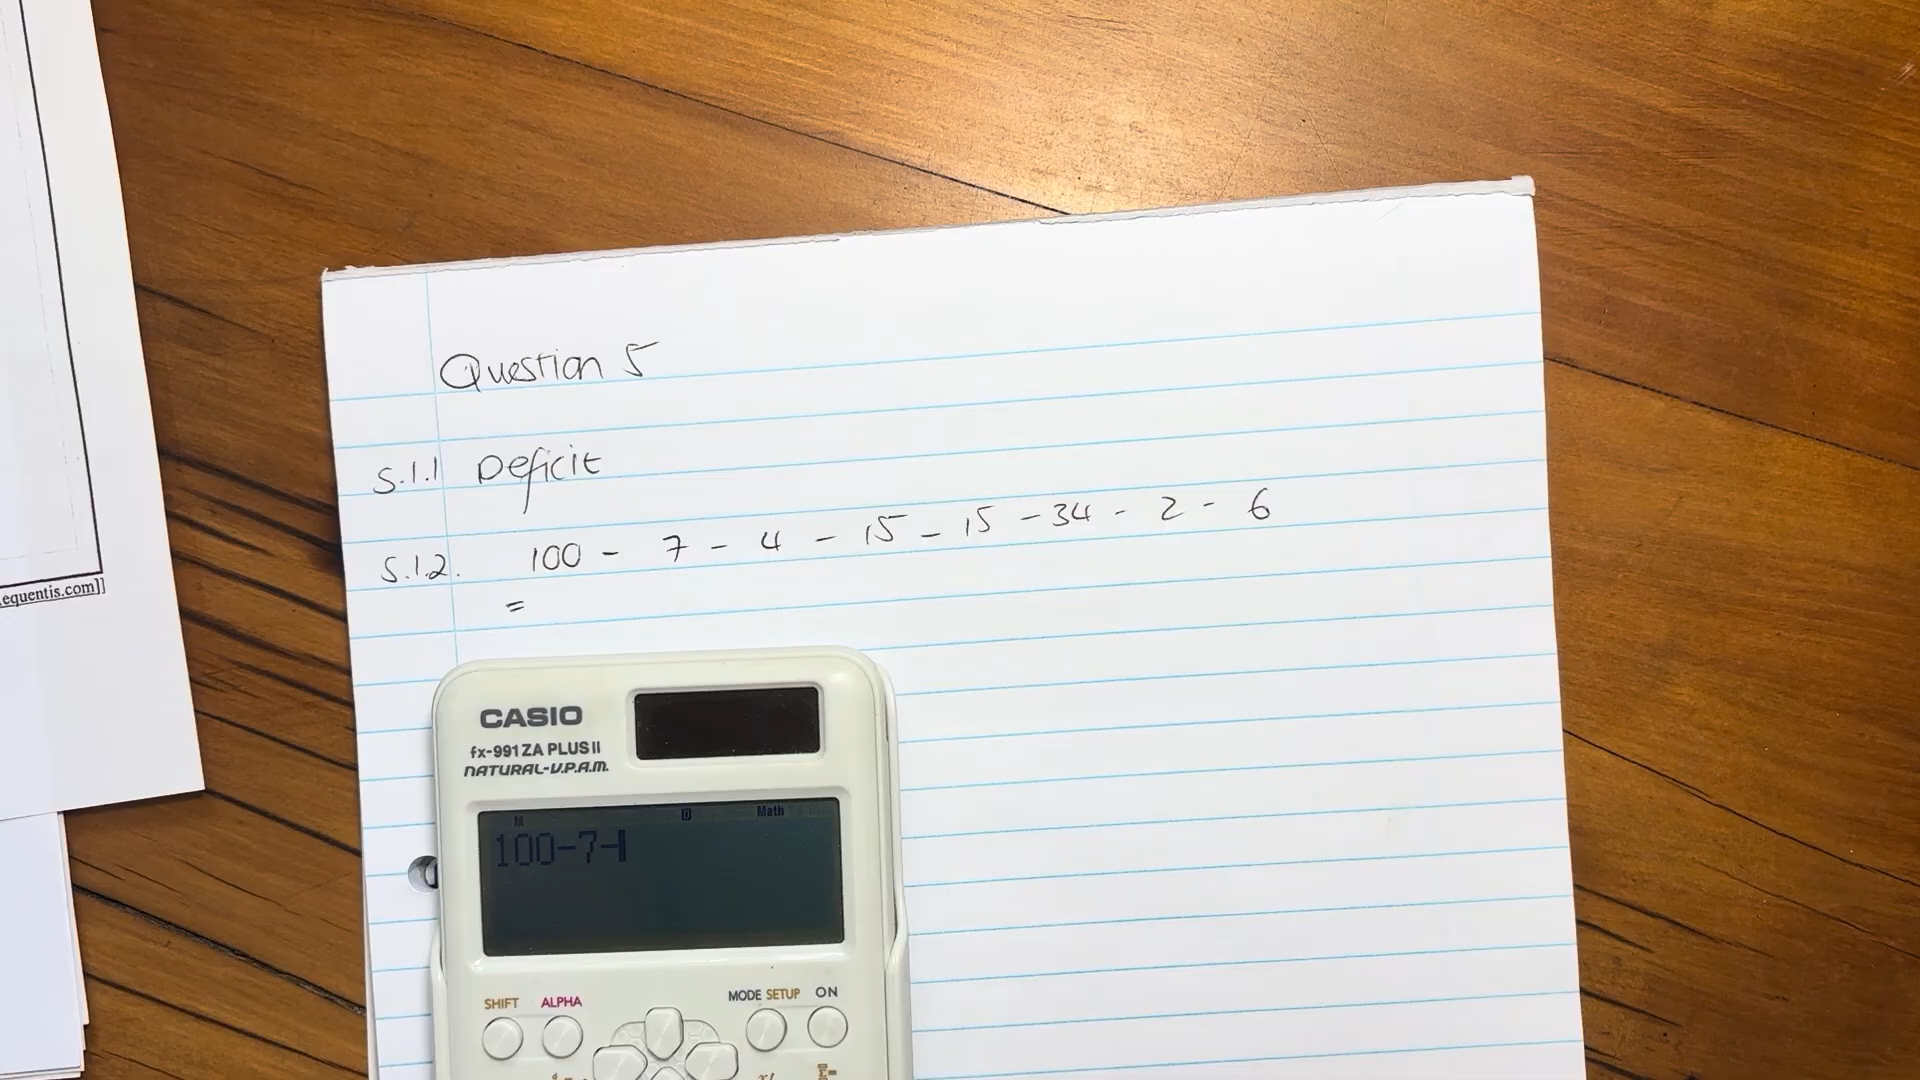 equentis.com]]
Question 5
5.1.1 Deficit
5.1.2. 100 - 7 - 4 - 15 - 15 - 34 - 2 - 6
=
CASIO
fx-991ZA PLUS II
NATURAL-V.P.A.M.
M D Math
100-7-
SHIFT ALPHA MODE SETUP ON